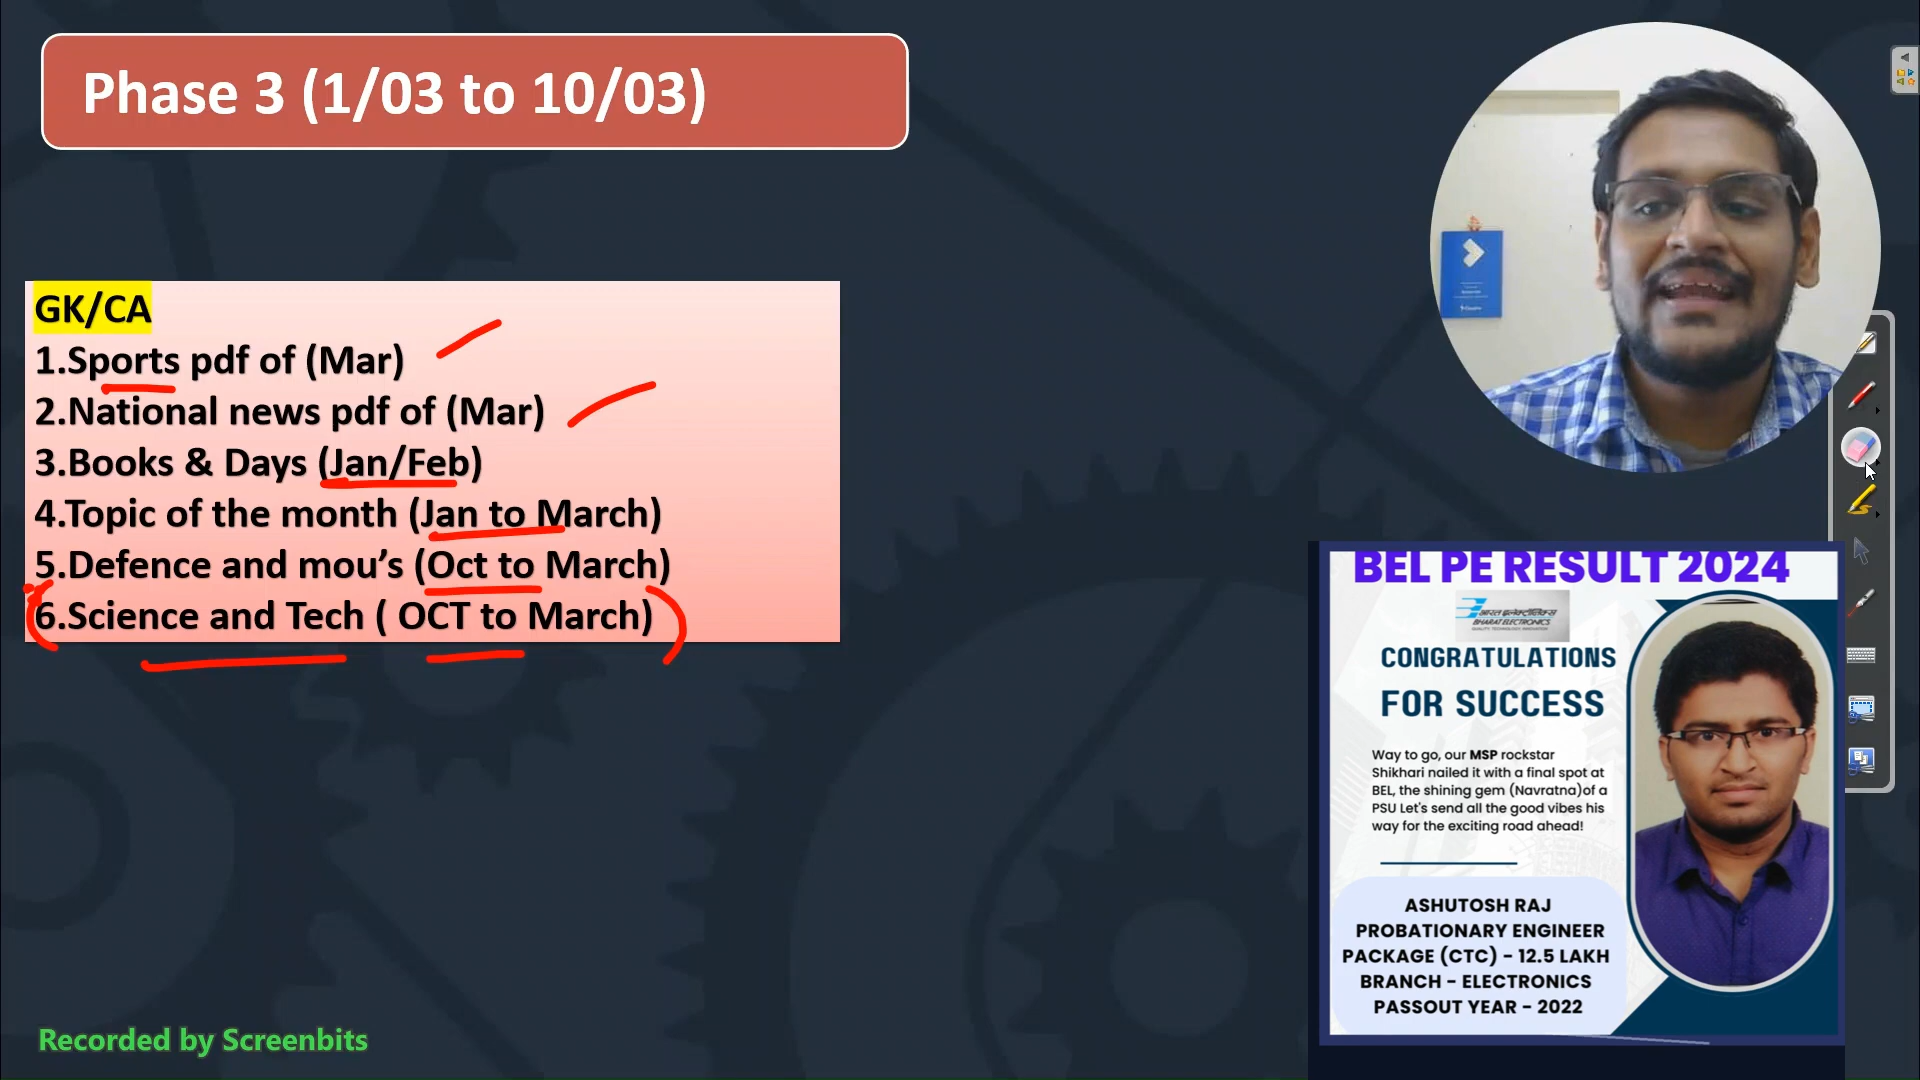 Phase 3 (1/03 to 10/03)
GK/CA
1.Sports pdf of (Mar)
2.National news pdf of (Mar)
3.Books & Days (Jan/Feb)
4.Topic of the month (Jan to March)
5.Defence and mou’s (Oct to March)
6.Science and Tech ( OCT to March)
BEL PE RESULT 2024
भारत इलेक्ट्रॉनिक्स
BHARAT ELECTRONICS
QUALITY, TECHNOLOGY, INNOVATION
CONGRATULATIONS
FOR SUCCESS
Way to go, our MSP rockstar
Shikhari nailed it with a final spot at
BEL, the shining gem (Navratna)of a
PSU Let's send all the good vibes his
way for the exciting road ahead!
ASHUTOSH RAJ
PROBATIONARY ENGINEER
PACKAGE (CTC) - 12.5 LAKH
BRANCH - ELECTRONICS
PASSOUT YEAR - 2022
Recorded by Screenbits